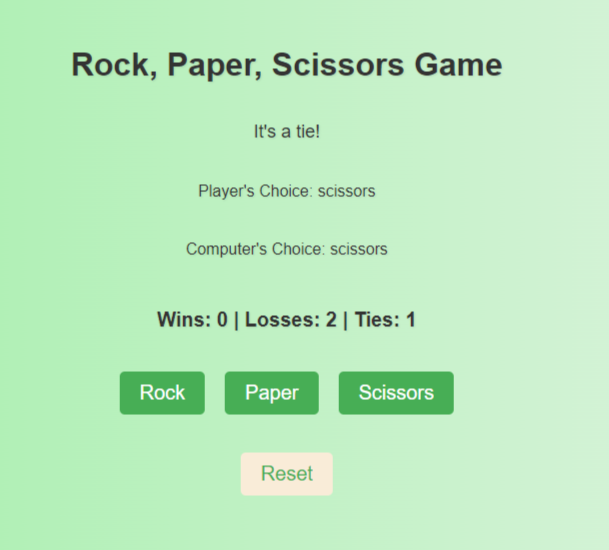 Rock, Paper, Scissors Game
It's a tie!
Player's Choice: scissors
Computer's Choice: scissors
Wins: 0 | Losses: 2 | Ties: 1
Rock Paper Scissors
Reset